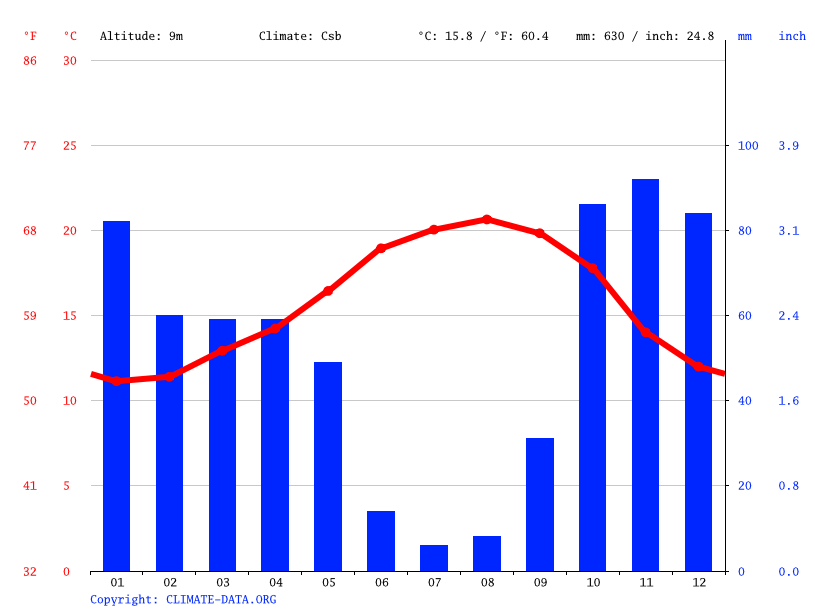 °F °C Altitude: 9m Climate: Csb °C: 15.8 / °F: 60.4 mm: 630 / inch: 24.8 mm inch
86 30
77 25 100 3.9
68 20 80 3.1
59 15 60 2.4
50 10 40 1.6
41 5 20 0.8
32 0 0 0.0
01 02 03 04 05 06 07 08 09 10 11 12
Copyright: CLIMATE-DATA.ORG